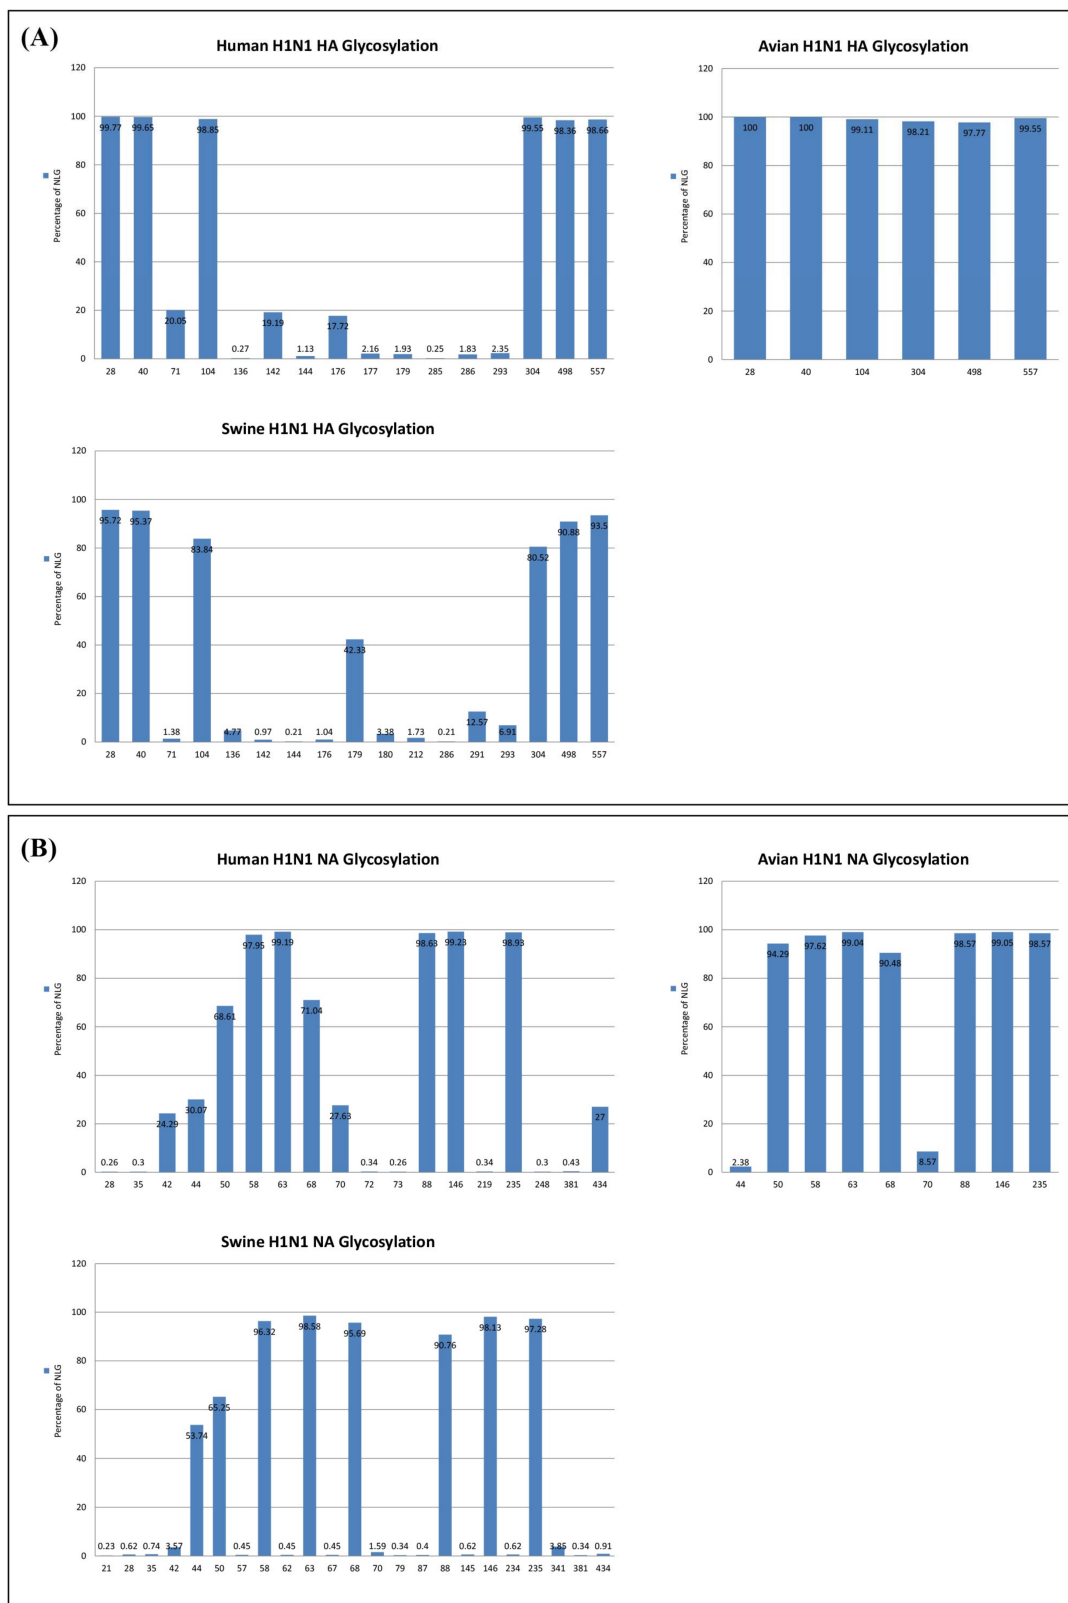 (A)
Human H1N1 HA Glycosylation
120
100
80
60
40
20
0
Percentage of NLG
99.77 99.65 20.05 98.85 0.27 19.19 1.13 17.72 2.16 1.93 0.25 1.83 2.35 99.55 98.36 98.66
28 40 71 104 136 142 144 176 177 179 285 286 293 304 498 557
Avian H1N1 HA Glycosylation
120
100
80
60
40
20
0
Percentage of NLG
100 100 99.11 98.21 97.77 99.55
28 40 104 304 498 557
Swine H1N1 HA Glycosylation
120
100
80
60
40
20
0
Percentage of NLG
95.72 95.37 1.38 83.84 4.77 0.97 0.21 1.04 42.33 3.38 1.73 0.21 12.57 6.91 80.52 90.88 93.5
28 40 71 104 136 142 144 176 179 180 212 286 291 293 304 498 557
(B)
Human H1N1 NA Glycosylation
120
100
80
60
40
20
0
Percentage of NLG
0.26 0.3 24.29 30.07 68.61 97.95 99.19 71.04 27.63 0.34 0.26 98.63 99.23 0.34 98.93 0.3 0.43 27
28 35 42 44 50 58 63 68 70 72 73 88 146 219 235 248 381 434
Avian H1N1 NA Glycosylation
120
100
80
60
40
20
0
Percentage of NLG
2.38 94.29 97.62 99.04 90.48 8.57 98.57 99.05 98.57
44 50 58 63 68 70 88 146 235
Swine H1N1 NA Glycosylation
120
100
80
60
40
20
0
Percentage of NLG
0.23 0.62 0.74 3.57 53.74 65.25 0.45 96.32 0.45 98.58 0.45 95.69 1.59 0.34 0.4 90.76 0.62 98.13 0.62 97.28 3.85 0.34 0.91
21 28 35 42 44 50 57 58 62 63 67 68 70 79 87 88 145 146 234 235 341 381 434